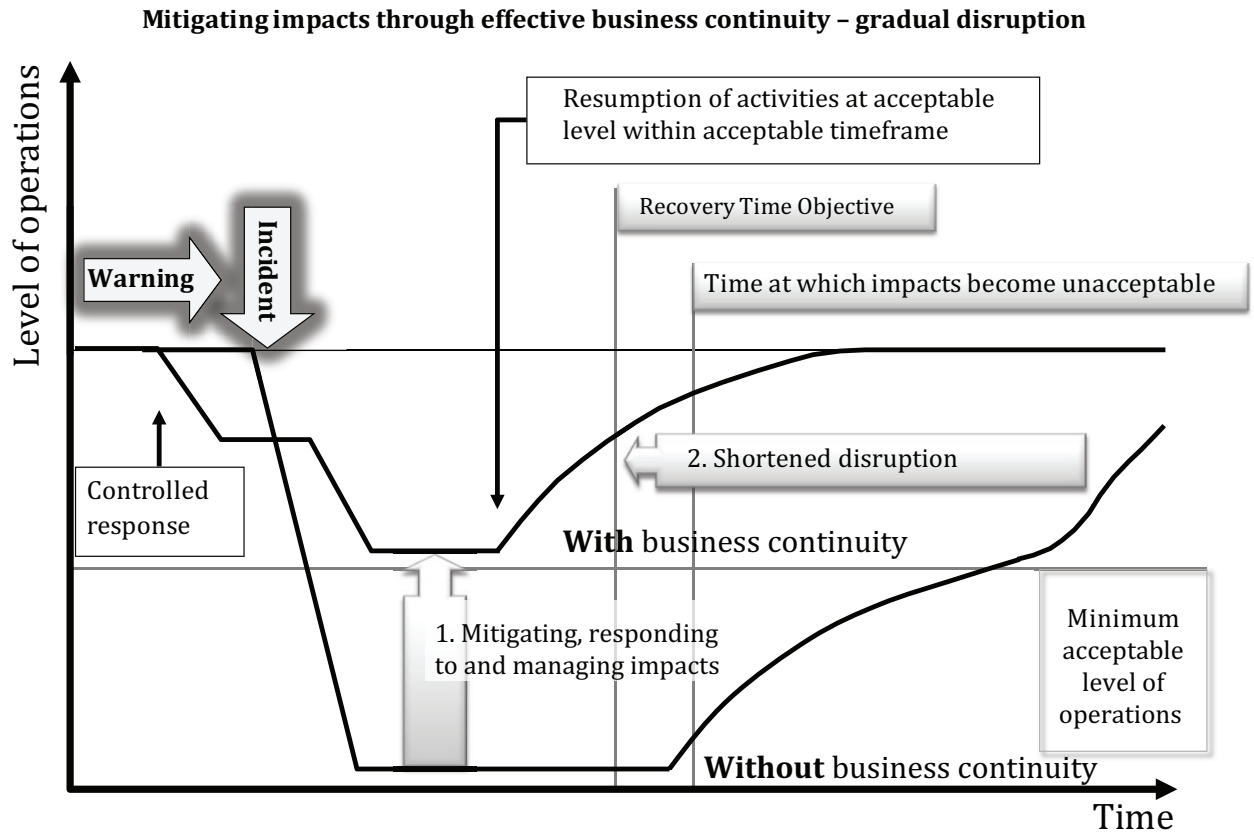 Mitigating impacts through effective business continuity – gradual disruption
Level of operations
Resumption of activities at acceptable
level within acceptable timeframe
Recovery Time Objective
Warning
Incident
Time at which impacts become unacceptable
Controlled
response
2. Shortened disruption
With business continuity
1. Mitigating, responding
to and managing impacts
Minimum
acceptable
level of
operations
Without business continuity
Time